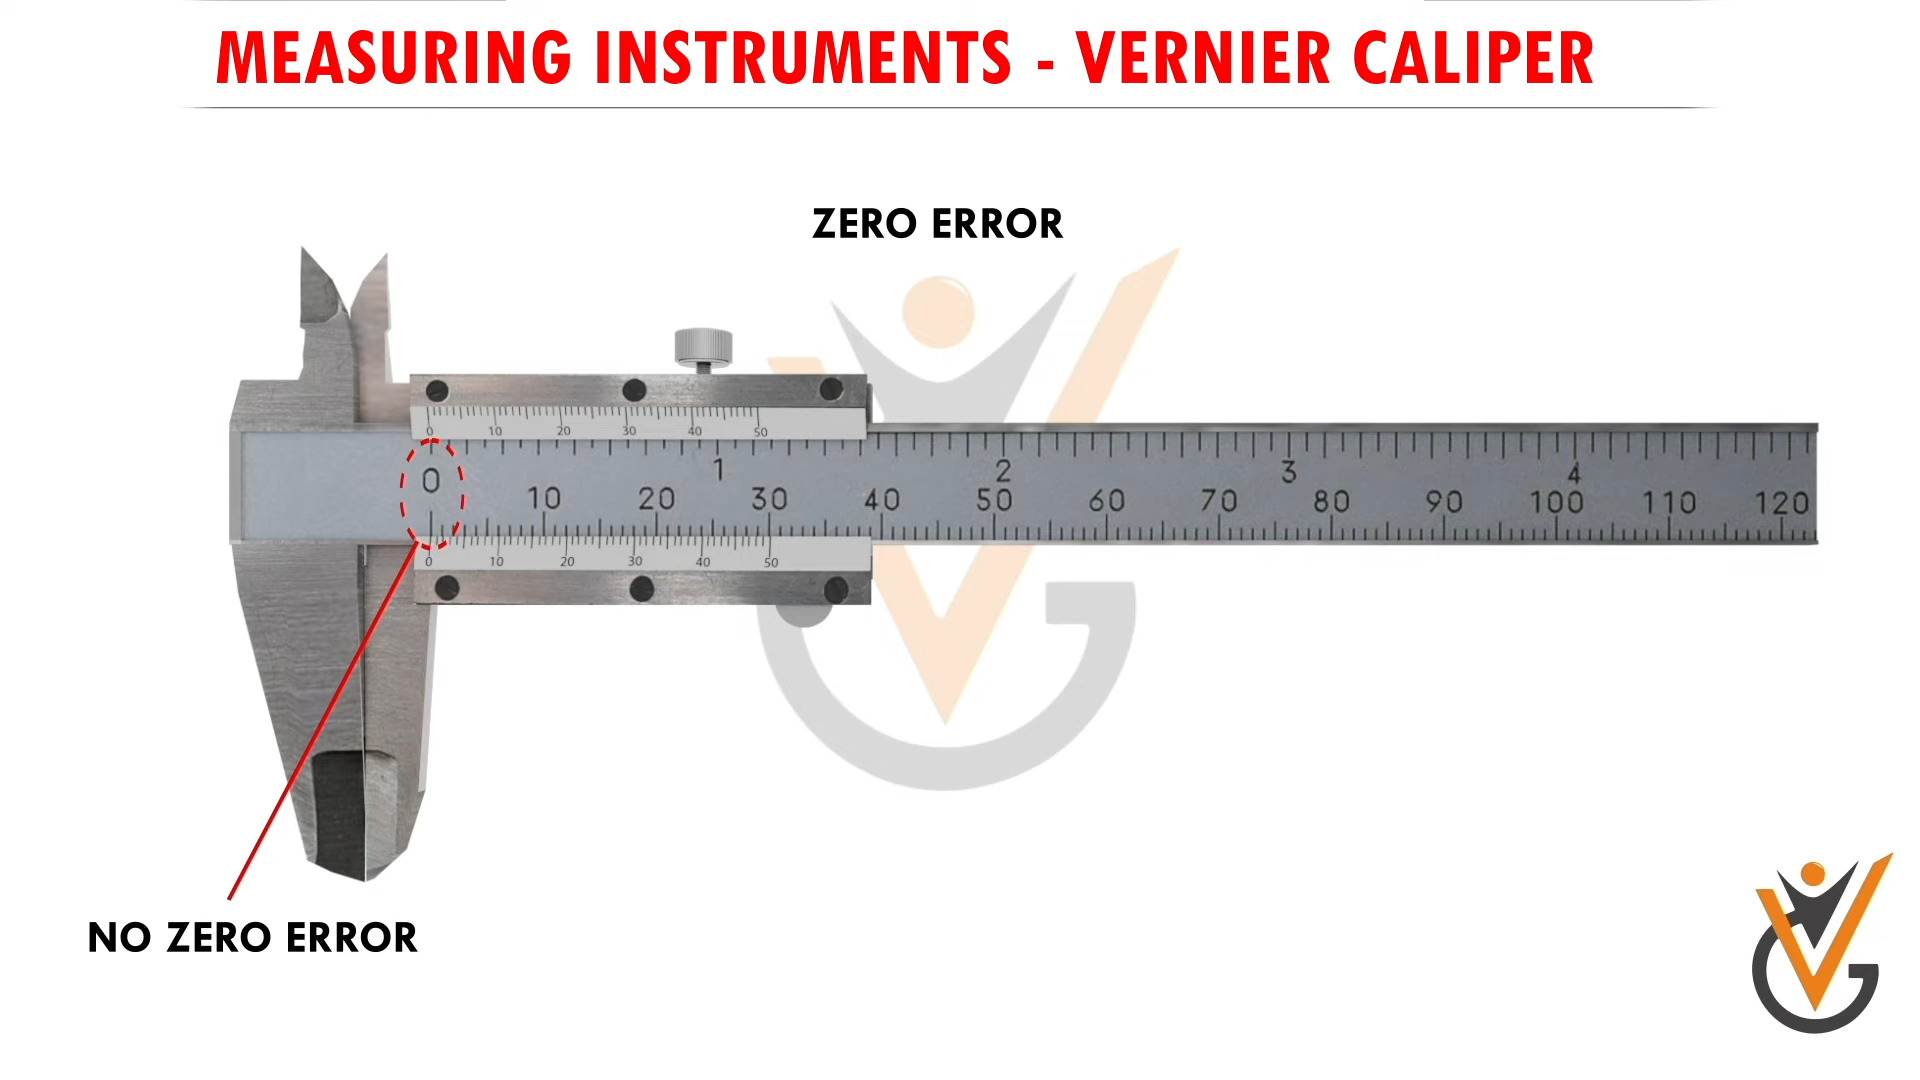 MEASURING INSTRUMENTS - VERNIER CALIPER
ZERO ERROR
0 10 20 30 40 50
0 1 2 3 4
10 20 30 40 50 60 70 80 90 100 110 120
0 10 20 30 40 50
NO ZERO ERROR
VG